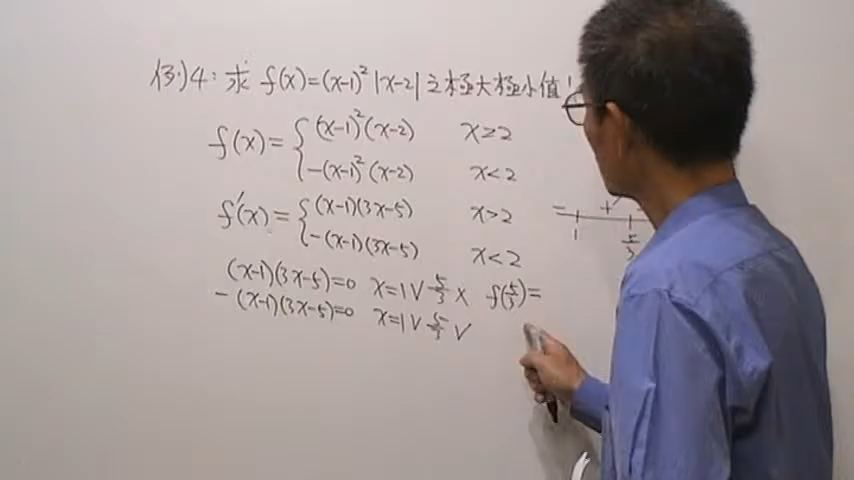 例4：求 f(x)=(x-1)²|x-2| 之極大極小值！
f(x)={(x-1)²(x-2) x≥2
-(x-1)²(x-2) x<2
f'(x)={(x-1)(3x-5) x>2
-(x-1)(3x-5) x<2
- + -
1 5/3
(x-1)(3x-5)=0 x=1∨5/3 × f(5/3)=
-(x-1)(3x-5)=0 x=1∨5/3 ∨